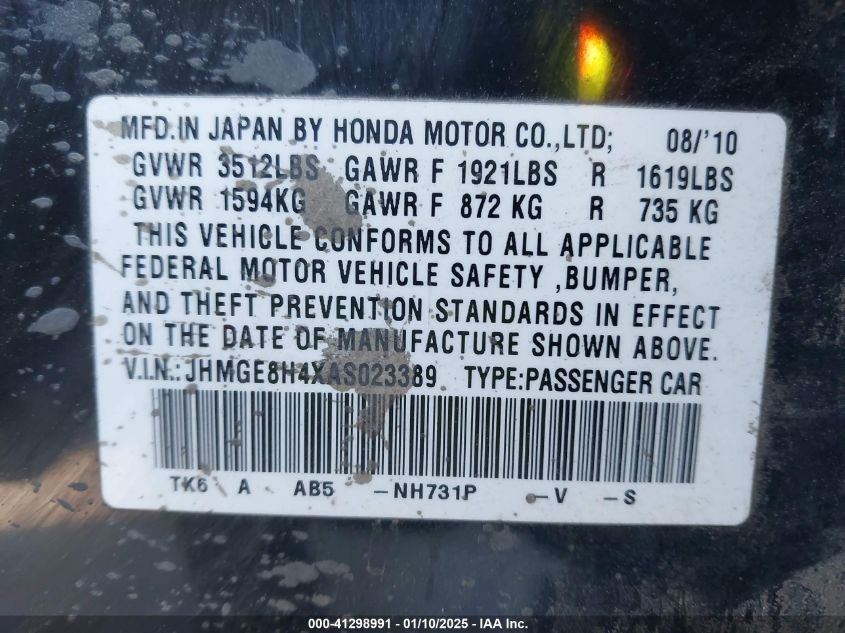 MFD.IN JAPAN BY HONDA MOTOR CO.,LTD; 08/'10
GVWR 3512LBS GAWR F 1921LBS R 1619LBS
GVWR 1594KG GAWR F 872 KG R 735 KG
THIS VEHICLE CONFORMS TO ALL APPLICABLE
FEDERAL MOTOR VEHICLE SAFETY ,BUMPER,
AND THEFT PREVENTION STANDARDS IN EFFECT
ON THE DATE OF MANUFACTURE SHOWN ABOVE.
V.I.N.: JHMGE8H4XAS023389 TYPE:PASSENGER CAR
TK6 A AB5 -NH731P -V -S
000-41298991 - 01/10/2025 - IAA Inc.